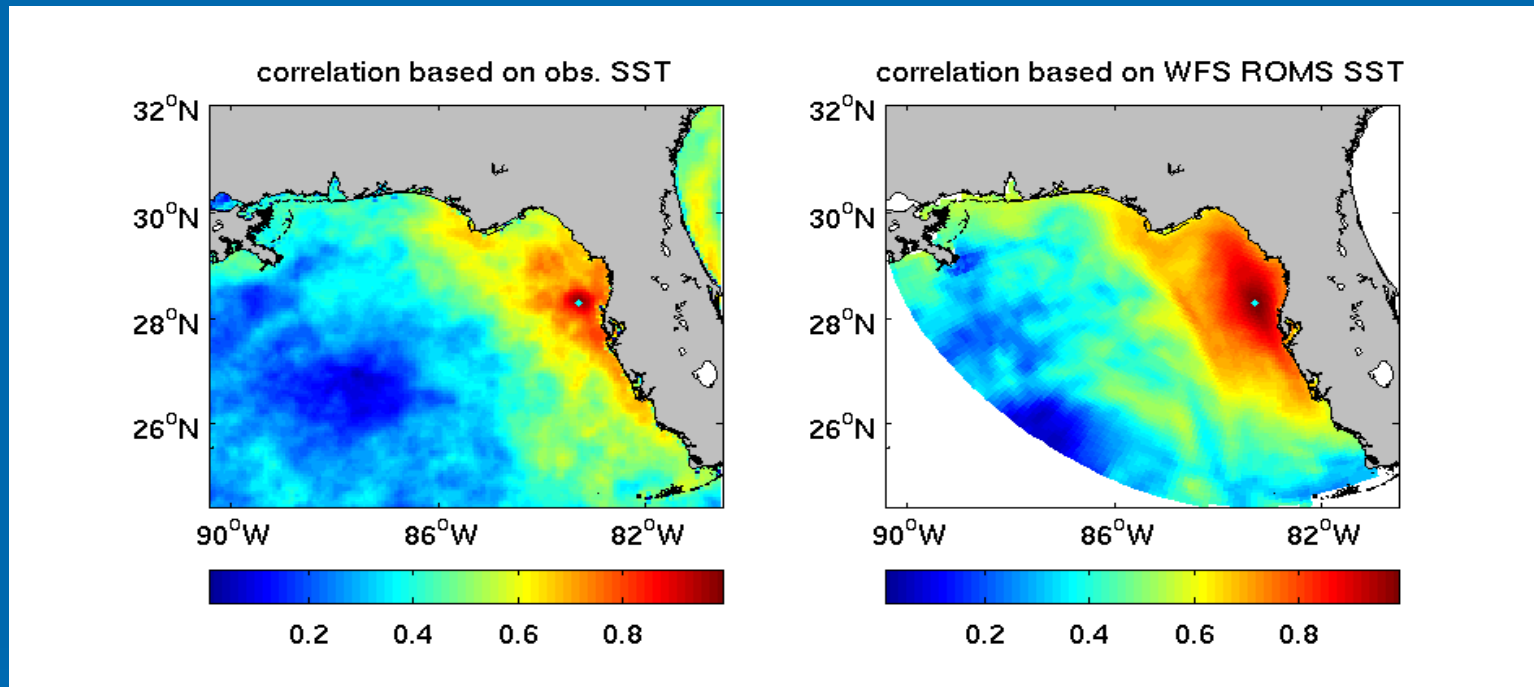 correlation based on obs. SST
32°N
30°N
28°N
26°N
90°W 86°W 82°W
0.2 0.4 0.6 0.8
correlation based on WFS ROMS SST
32°N
30°N
28°N
26°N
90°W 86°W 82°W
0.2 0.4 0.6 0.8